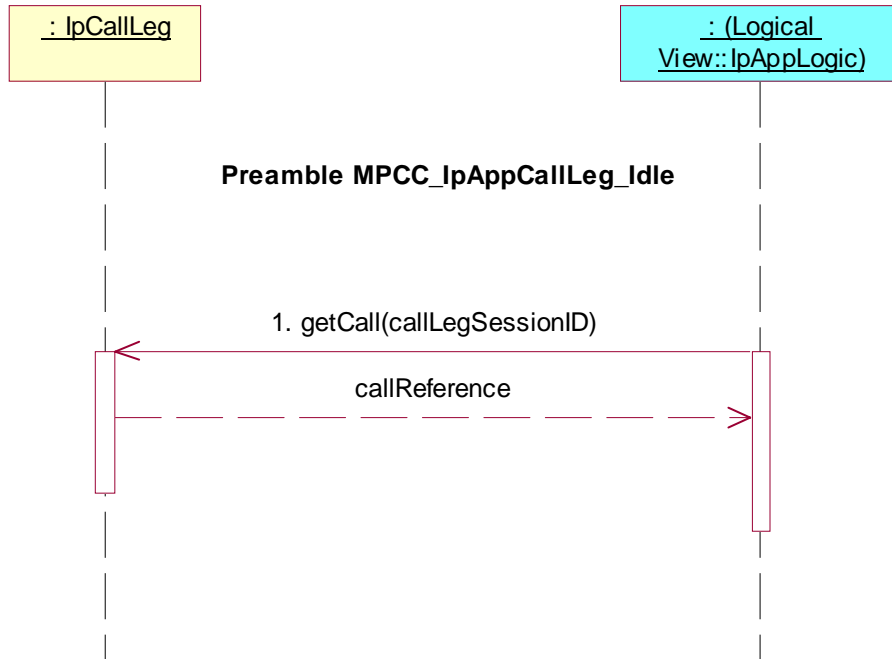 : IpCallLeg
: (Logical
View::IpAppLogic)
Preamble MPCC_IpAppCallLeg_Idle
1. getCall(callLegSessionID)
callReference